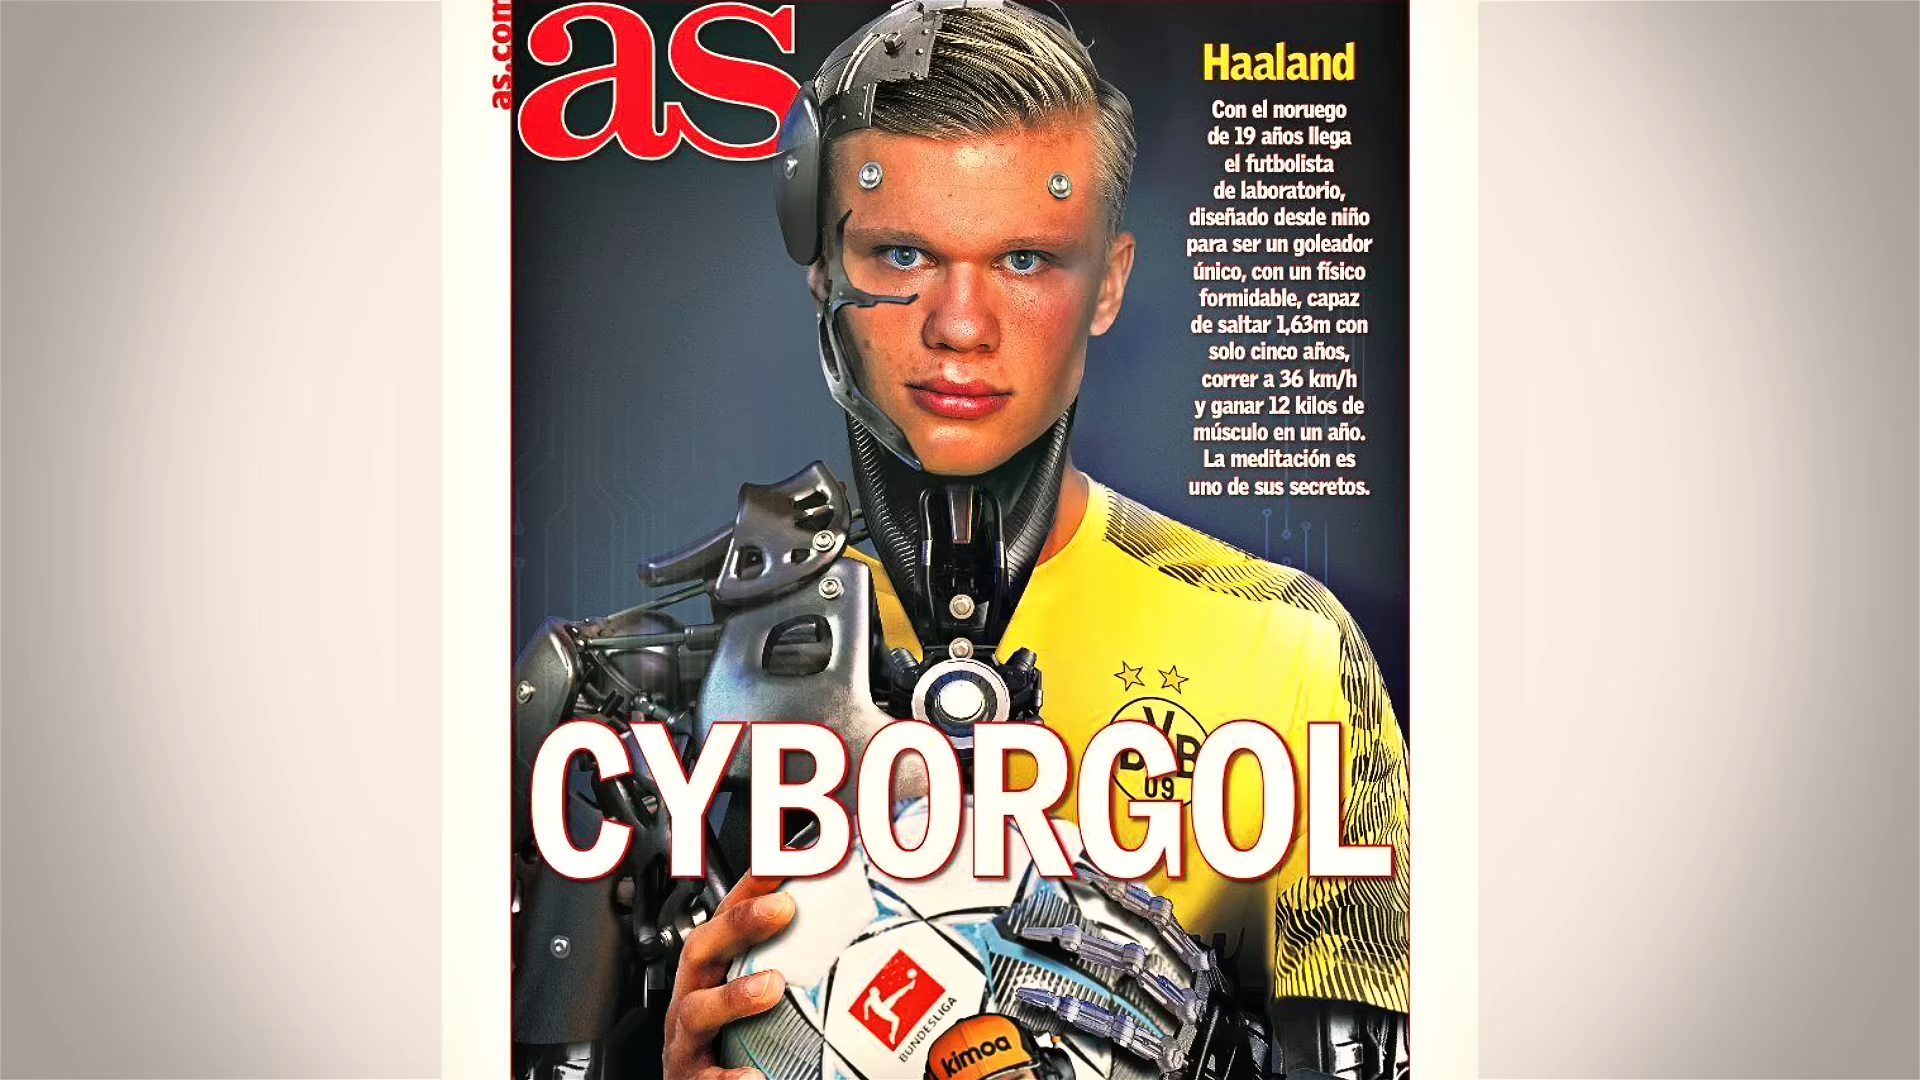 as.com
as
Haaland
Con el noruego
de 19 años llega
el futbolista
de laboratorio,
diseñado desde niño
para ser un goleador
único, con un físico
formidable, capaz
de saltar 1,63m con
solo cinco años,
correr a 36 km/h
y ganar 12 kilos de
músculo en un año.
La meditación es
uno de sus secretos.
BVB
09
CYBORGOL
BUNDESLIGA
kimoa